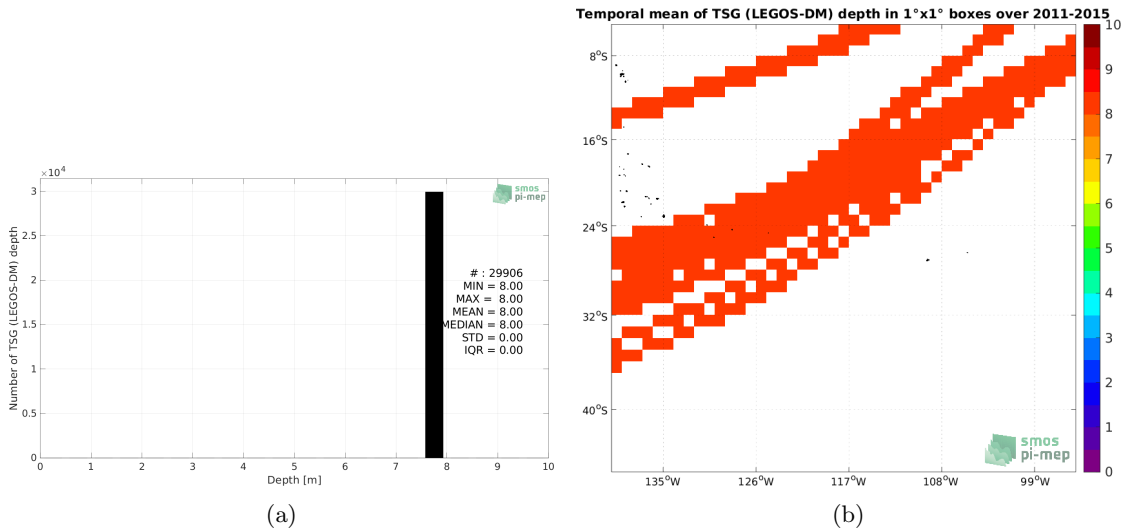 ×10⁴
3
2.5
2
1.5
1
0.5
0
Number of TSG (LEGOS-DM) depth
smos
pi-mep
# : 29906
MIN = 8.00
MAX = 8.00
MEAN = 8.00
MEDIAN = 8.00
STD = 0.00
IQR = 0.00
0 1 2 3 4 5 6 7 8 9 10
Depth [m]
(a)
Temporal mean of TSG (LEGOS-DM) depth in 1°x1° boxes over 2011-2015
8°S
16°S
24°S
32°S
40°S
135°W 126°W 117°W 108°W 99°W
smos
pi-mep
10
9
8
7
6
5
4
3
2
1
0
(b)